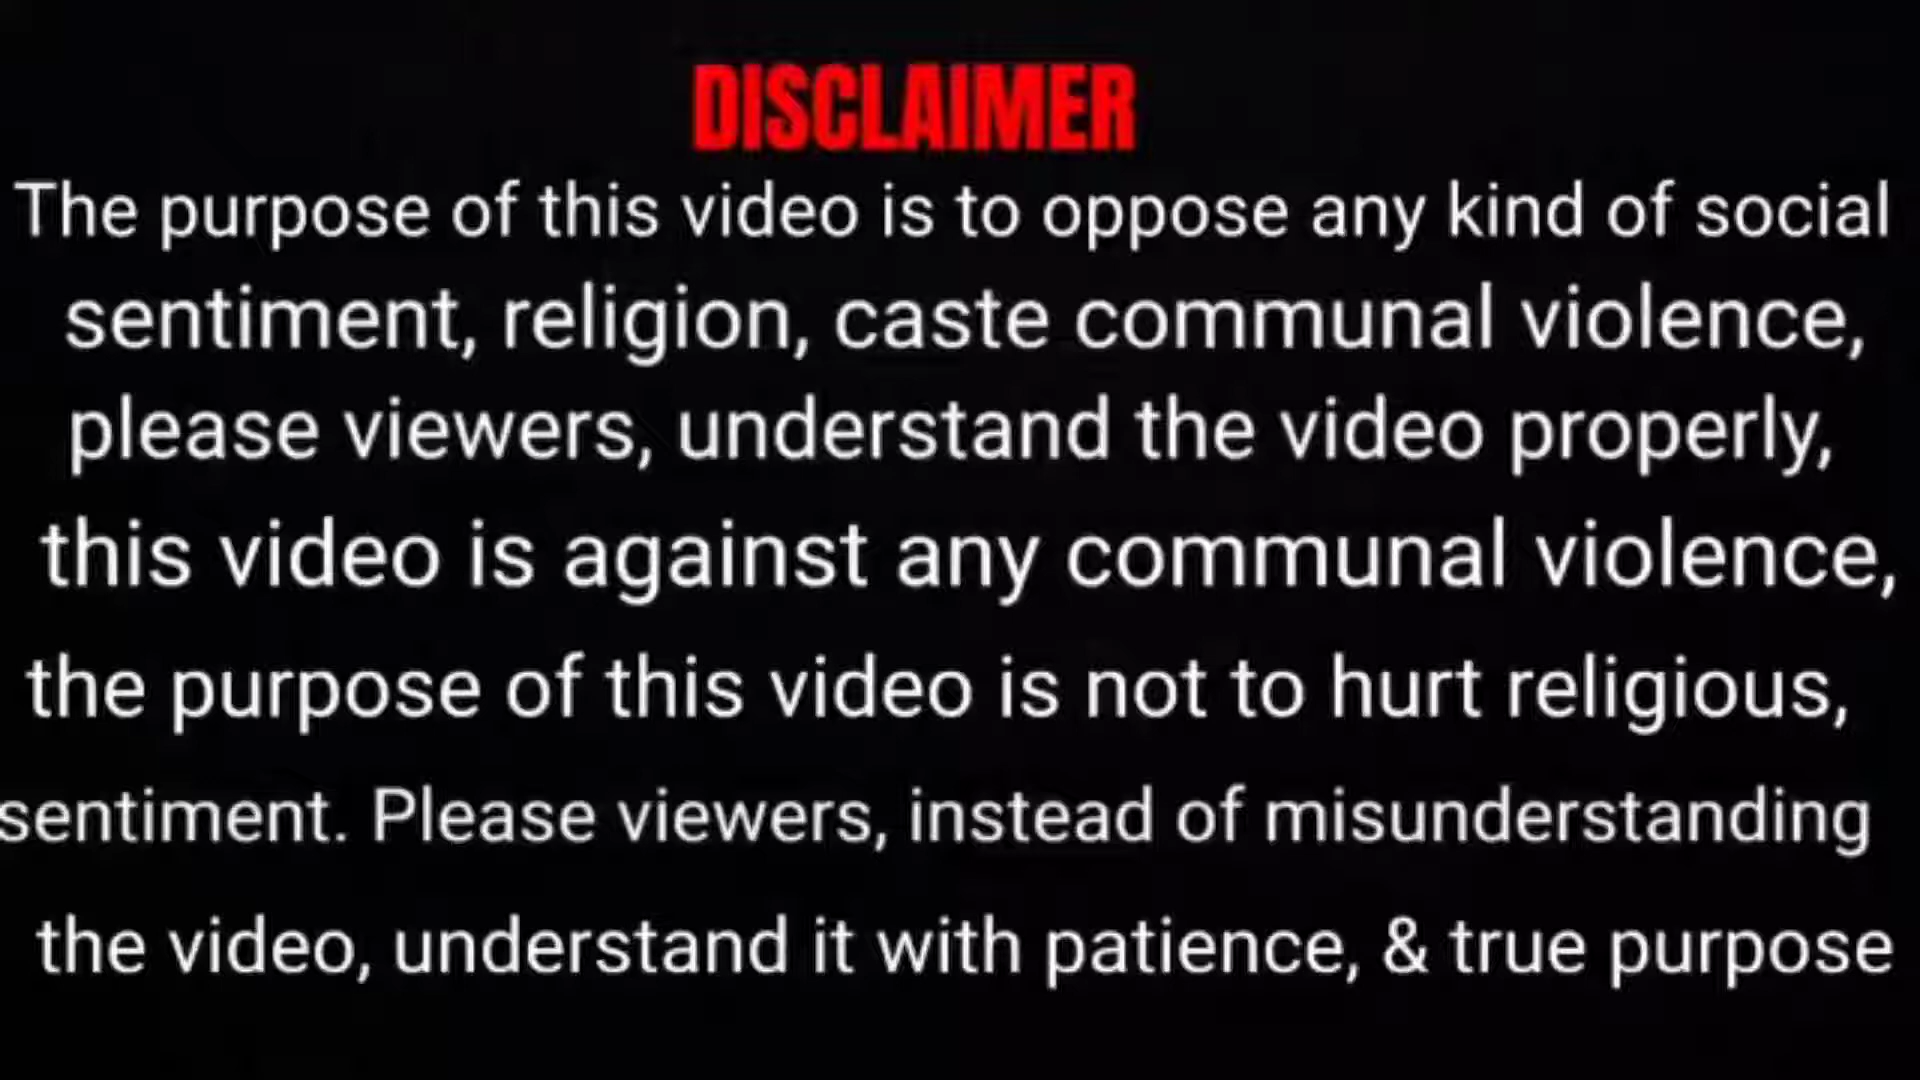 DISCLAIMER
The purpose of this video is to oppose any kind of social
sentiment, religion, caste communal violence,
please viewers, understand the video properly,
this video is against any communal violence,
the purpose of this video is not to hurt religious,
sentiment. Please viewers, instead of misunderstanding
the video, understand it with patience, & true purpose